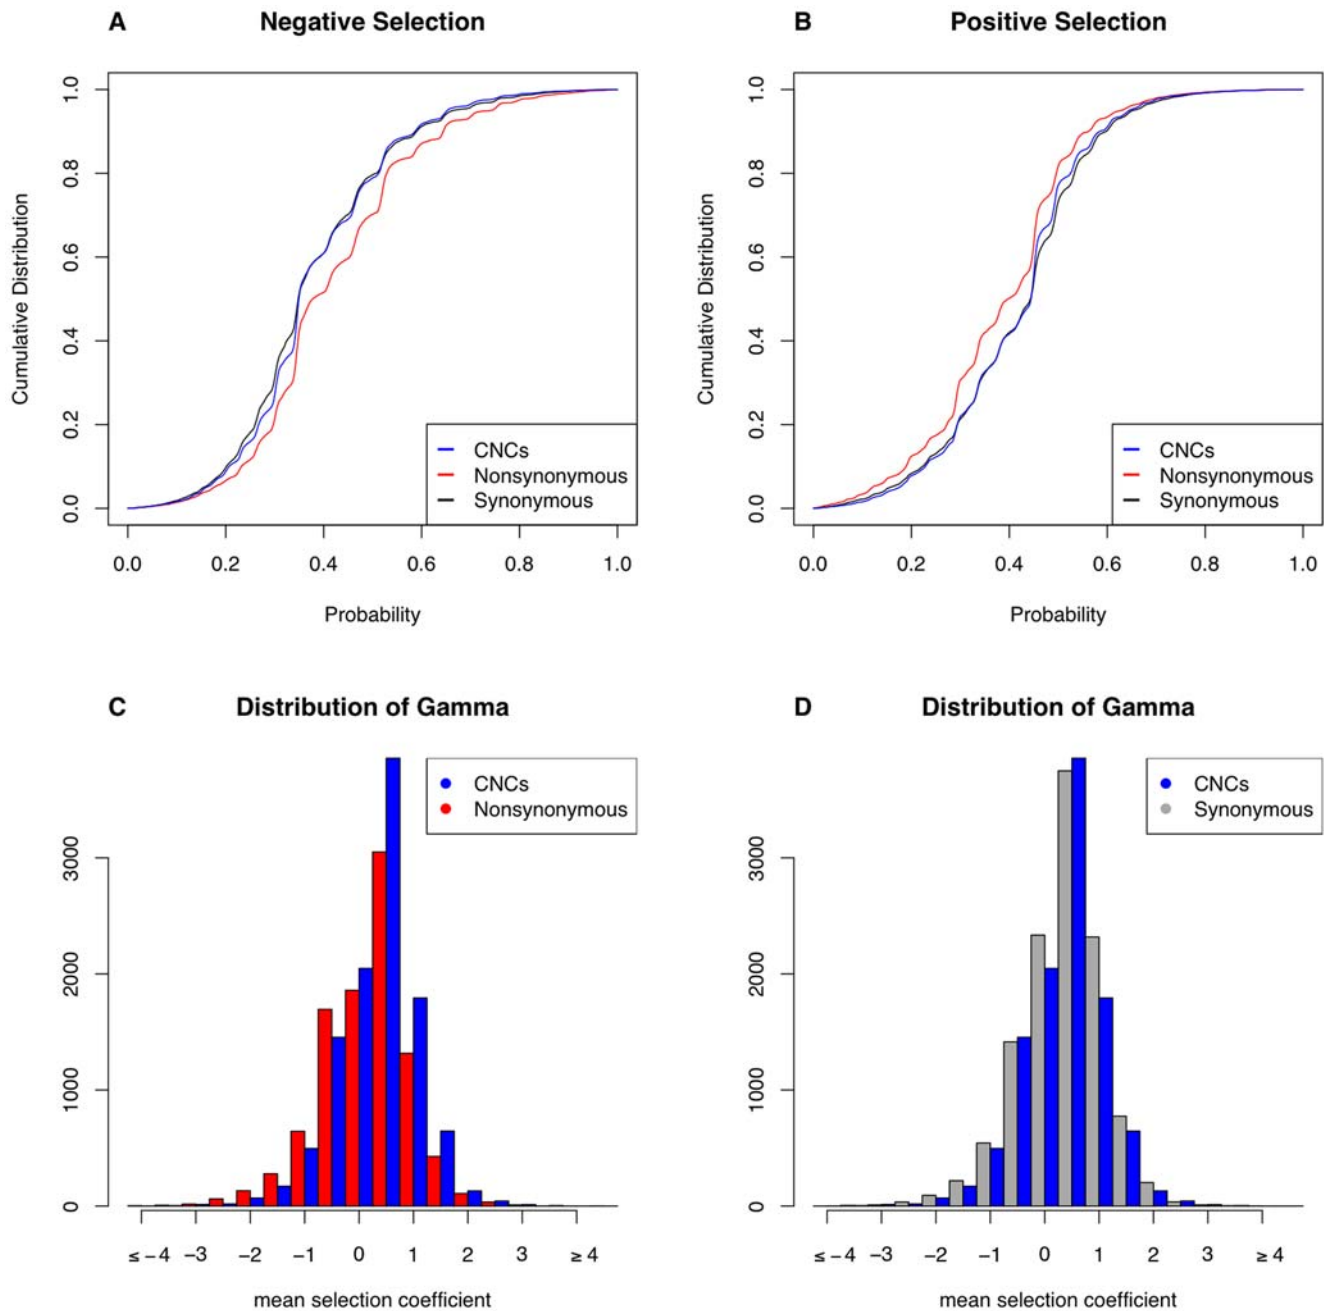 A Negative Selection
Cumulative Distribution
1.0
0.8
0.6
0.4
0.2
0.0
CNCs
Nonsynonymous
Synonymous
0.0 0.2 0.4 0.6 0.8 1.0
Probability
B Positive Selection
Cumulative Distribution
1.0
0.8
0.6
0.4
0.2
0.0
CNCs
Nonsynonymous
Synonymous
0.0 0.2 0.4 0.6 0.8 1.0
Probability
C Distribution of Gamma
CNCs
Nonsynonymous
3000
2000
1000
0
≤ −4 −3 −2 −1 0 1 2 3 ≥ 4
mean selection coefficient
D Distribution of Gamma
CNCs
Synonymous
3000
2000
1000
0
≤ −4 −3 −2 −1 0 1 2 3 ≥ 4
mean selection coefficient